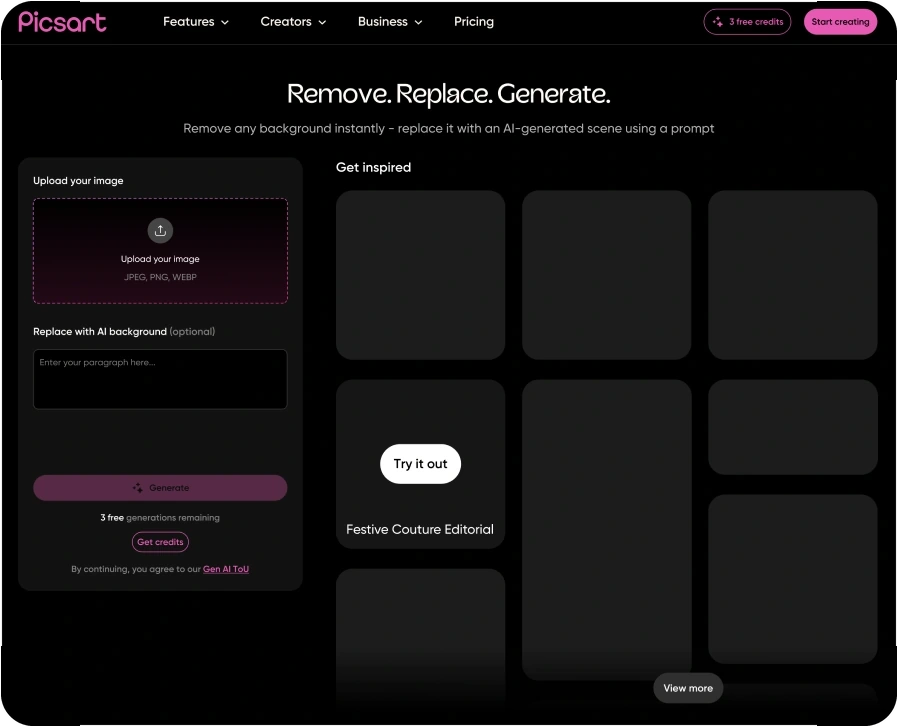 Picsart
Features
Creators
Business
Pricing
3 free credits
Start creating
Remove. Replace. Generate.
Remove any background instantly - replace it with an AI-generated scene using a prompt
Upload your image
Upload your image
JPEG, PNG, WEBP
Replace with AI background (optional)
Enter your paragraph here...
Generate
3 free generations remaining
Get credits
By continuing, you agree to our Gen AI ToU
Get inspired
Try it out
Festive Couture Editorial
View more